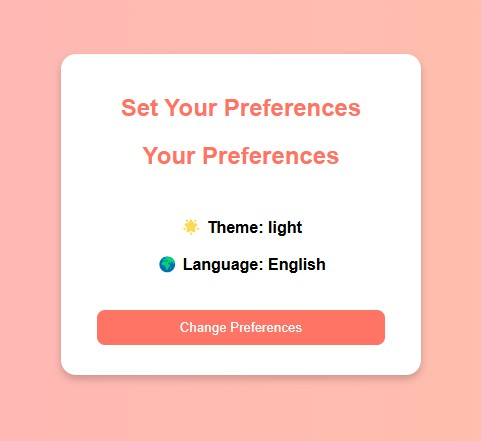 Set Your Preferences
Your Preferences
🌟 Theme: light
🌍 Language: English
Change Preferences